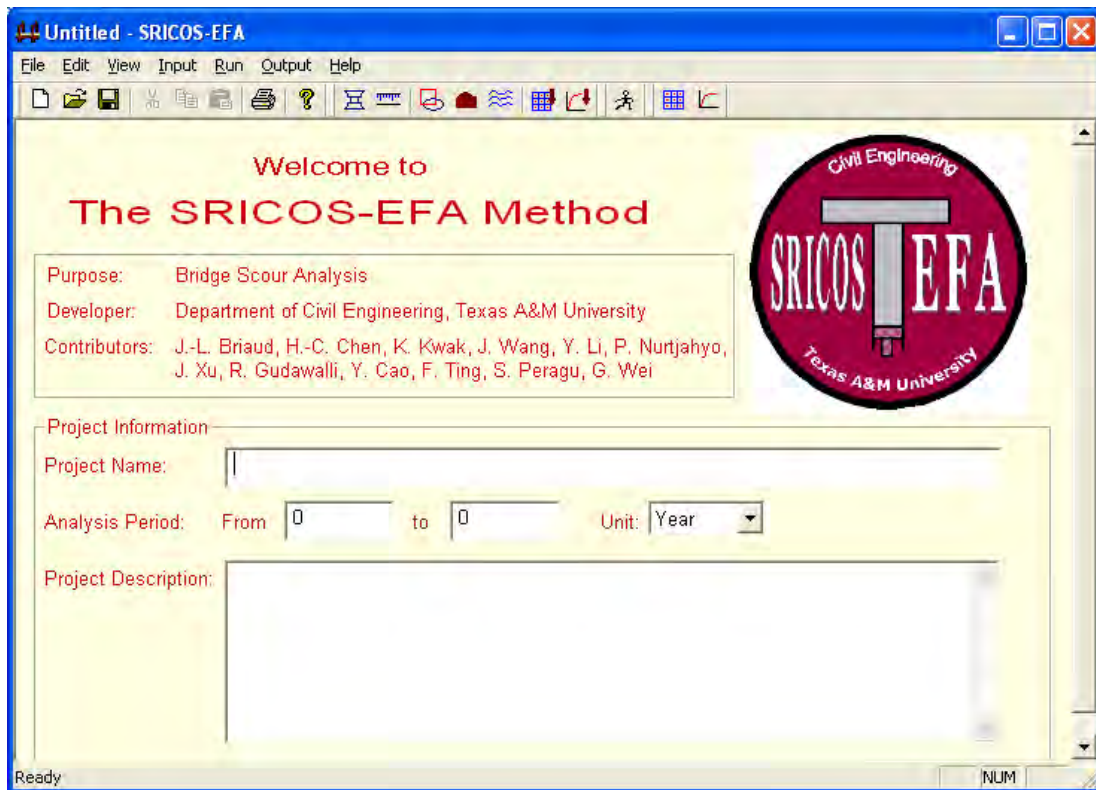 Untitled - SRICOS-EFA
File Edit View Input Run Output Help
Welcome to
The SRICOS-EFA Method
Civil Engineering
SRICOS EFA
Texas A&M University
Purpose: Bridge Scour Analysis
Developer: Department of Civil Engineering, Texas A&M University
Contributors: J.-L. Briaud, H.-C. Chen, K. Kwak, J. Wang, Y. Li, P. Nurtjahyo,
J. Xu, R. Gudawalli, Y. Cao, F. Ting, S. Peragu, G. Wei
Project Information
Project Name:
Analysis Period: From 0 to 0 Unit: Year
Project Description:
Ready NUM